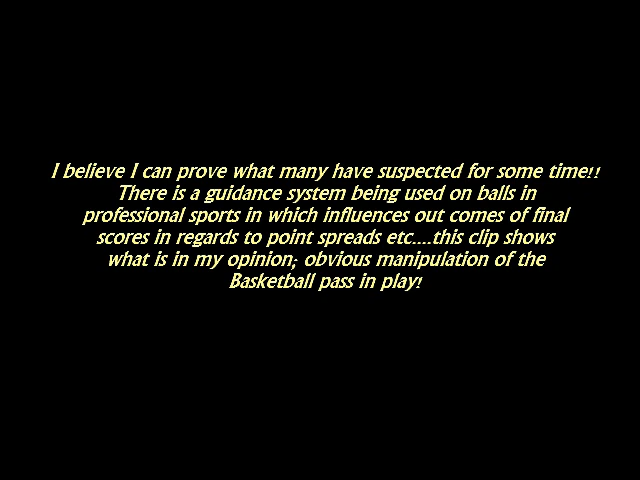 I believe I can prove what many have suspected for some time!!
There is a guidance system being used on balls in
professional sports in which influences out comes of final
scores in regards to point spreads etc....this clip shows
what is in my opinion; obvious manipulation of the
Basketball pass in play!